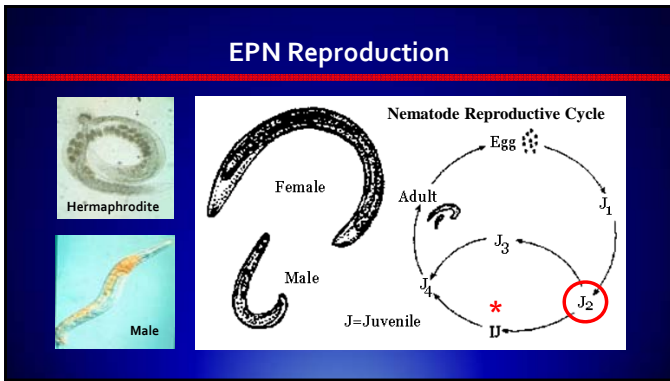 EPN Reproduction
Hermaphrodite
Male
Female
Male
J=Juvenile
Nematode Reproductive Cycle
Egg
J1
J2
J3
*
IJ
J4
Adult